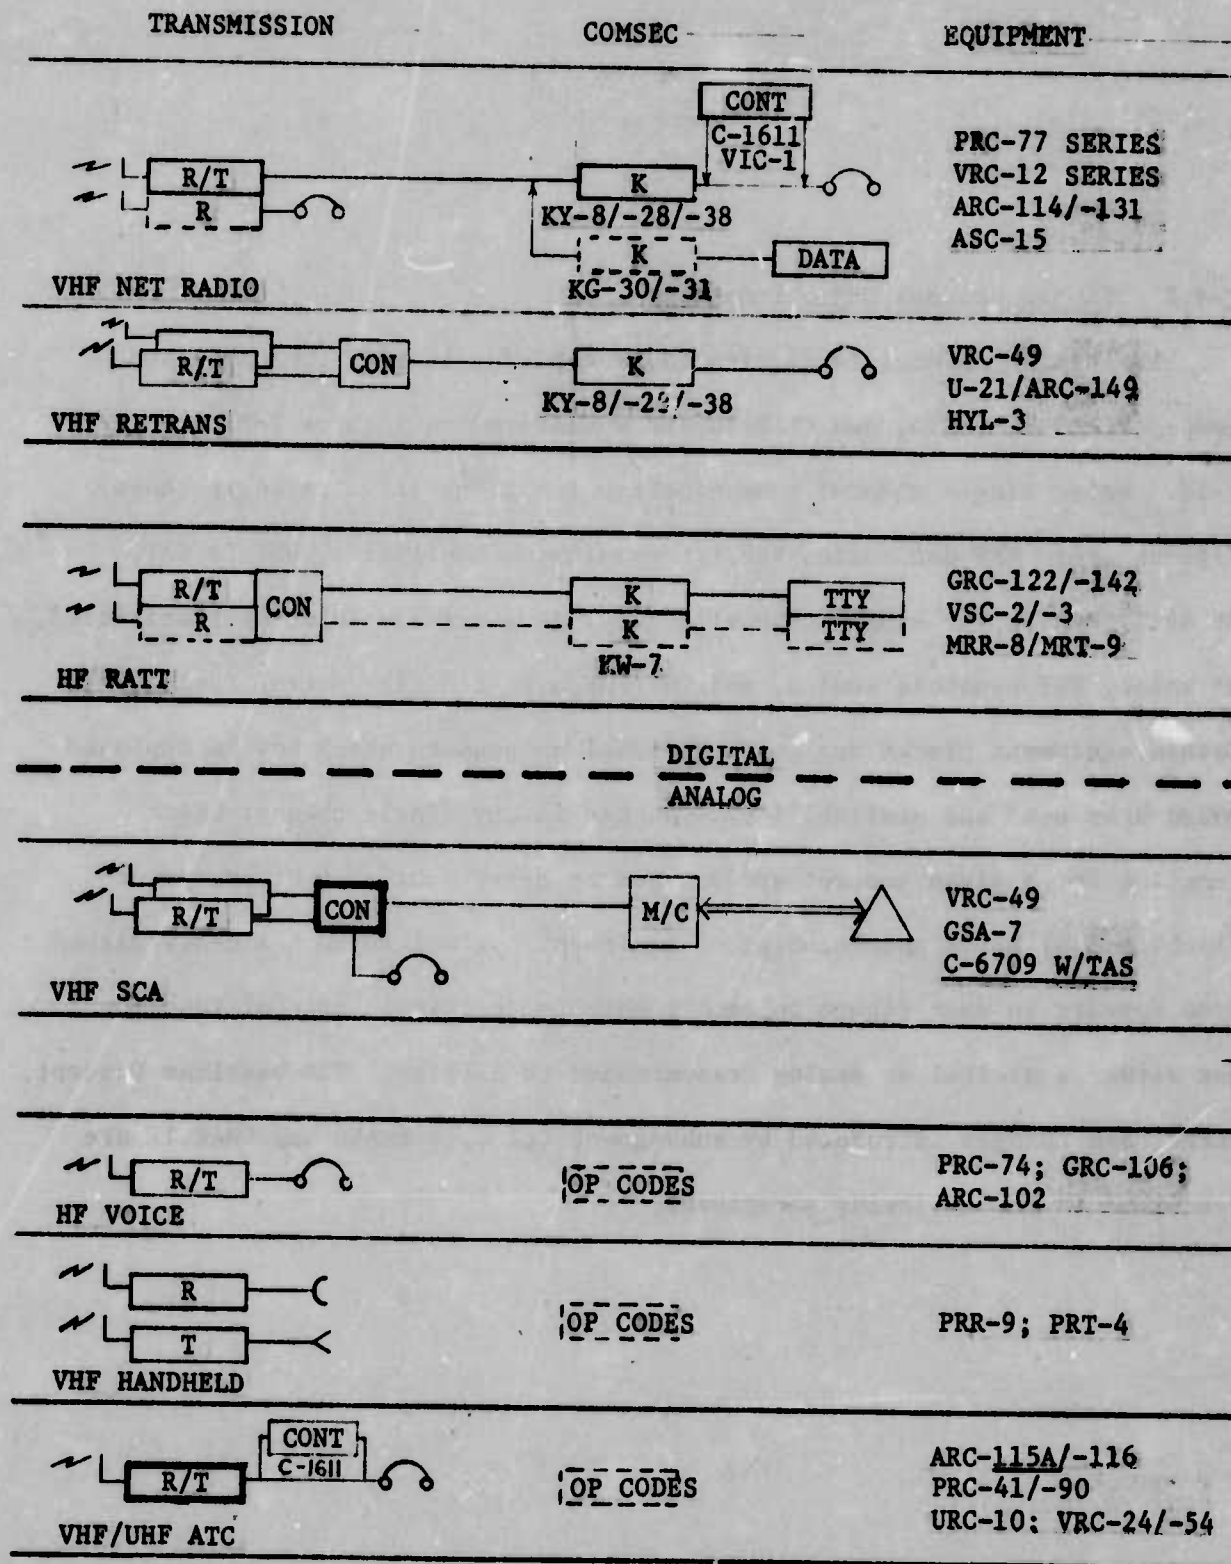 TRANSMISSION COMSEC EQUIPMENT
CONT
C-1611
VIC-1
R/T
R
K
KY-8/-28/-38
K
KG-30/-31
DATA
PRC-77 SERIES
VRC-12 SERIES
ARC-114/-131
ASC-15
VHF NET RADIO
R/T
CON
K
KY-8/-28/-38
VRC-49
U-21/ARC-149
HYL-3
VHF RETRANS
R/T
R
CON
K
K
KW-7
TTY
TTY
GRC-122/-142
VSC-2/-3
MRR-8/MRT-9
HF RATT
DIGITAL
ANALOG
R/T
CON
M/C
VRC-49
GSA-7
C-6709 W/TAS
VHF SCA
R/T
OP CODES
PRC-74; GRC-106;
ARC-102
HF VOICE
R
T
OP CODES
PRR-9; PRT-4
VHF HANDHELD
CONT
C-1611
R/T
OP CODES
ARC-115A/-116
PRC-41/-90
URC-10; VRC-24/-54
VHF/UHF ATC